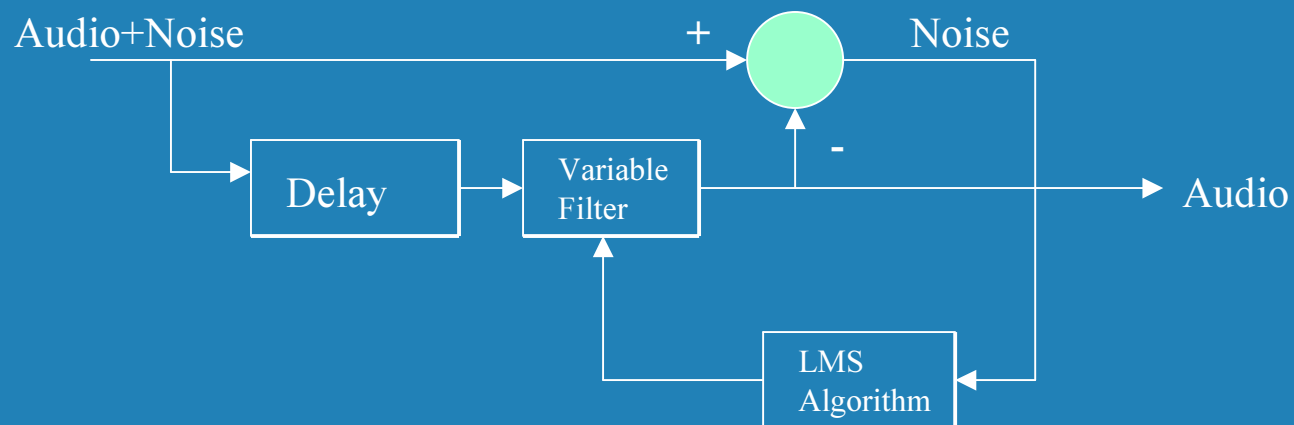 Audio+Noise
+
Noise
-
Delay
Variable
Filter
Audio
LMS
Algorithm